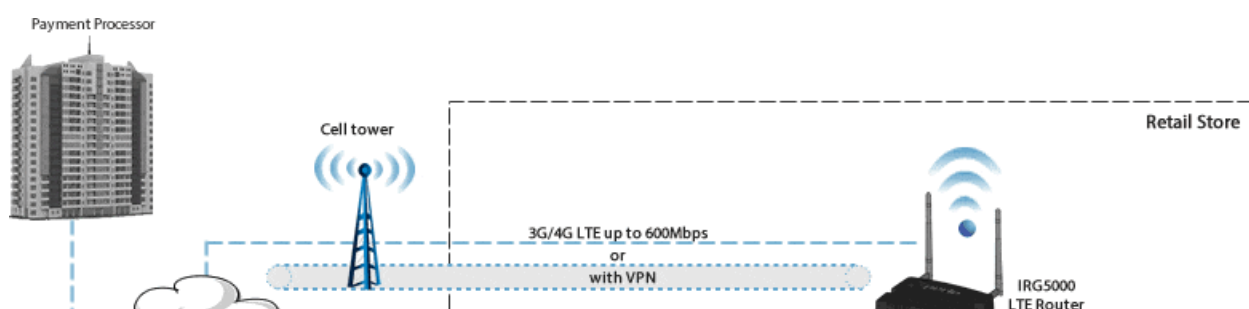 Payment Processor
Cell tower
Retail Store
3G/4G LTE up to 600Mbps
or
with VPN
IRG5000
LTE Router